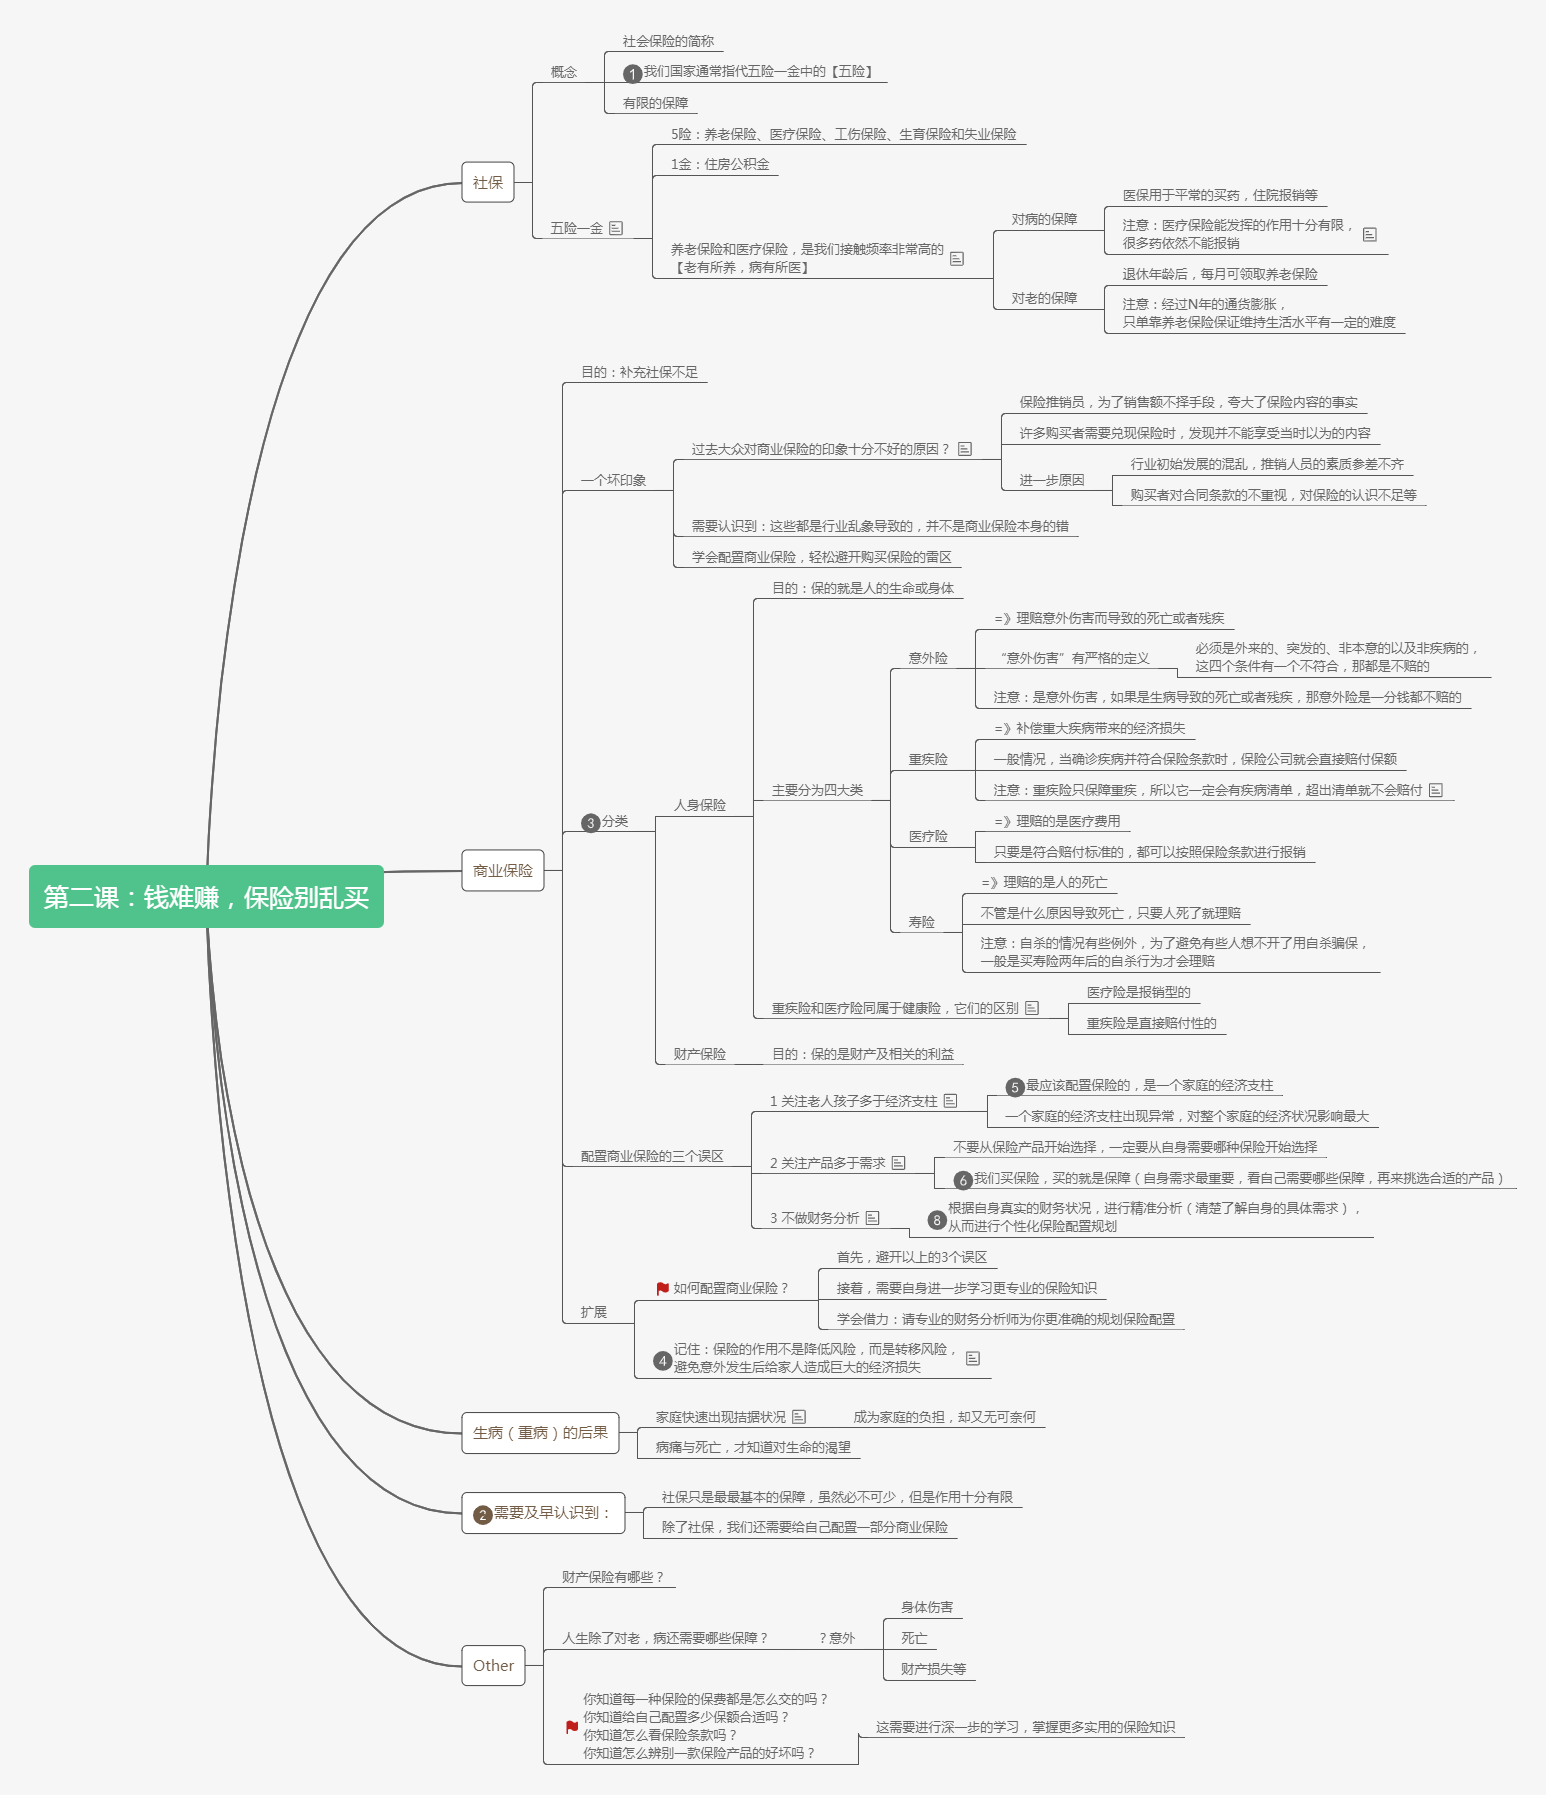 第二课：钱难赚，保险别乱买
社保
概念
社会保险的简称
1 我们国家通常指代五险一金中的【五险】
有限的保障
五险一金
5险：养老保险、医疗保险、工伤保险、生育保险和失业保险
1金：住房公积金
养老保险和医疗保险，是我们接触频率非常高的
【老有所养，病有所医】
对病的保障
医保用于平常的买药，住院报销等
注意：医疗保险能发挥的作用十分有限，
很多药依然不能报销
对老的保障
退休年龄后，每月可领取养老保险
注意：经过N年的通货膨胀，
只单靠养老保险保证维持生活水平有一定的难度
商业保险
目的：补充社保不足
一个坏印象
过去大众对商业保险的印象十分不好的原因？
保险推销员，为了销售额不择手段，夸大了保险内容的事实
许多购买者需要兑现保险时，发现并不能享受当时以为的内容
进一步原因
行业初始发展的混乱，推销人员的素质参差不齐
购买者对合同条款的不重视，对保险的认识不足等
需要认识到：这些都是行业乱象导致的，并不是商业保险本身的错
学会配置商业保险，轻松避开购买保险的雷区
3 分类
人身保险
目的：保的就是人的生命或身体
主要分为四大类
意外险
=》理赔意外伤害而导致的死亡或者残疾
“意外伤害”有严格的定义
必须是外来的、突发的、非本意的以及非疾病的，
这四个条件有一个不符合，那都是不赔的
注意：是意外伤害，如果是生病导致的死亡或者残疾，那意外险是一分钱都不赔的
重疾险
=》补偿重大疾病带来的经济损失
一般情况，当确诊疾病并符合保险条款时，保险公司就会直接赔付保额
注意：重疾险只保障重疾，所以它一定会有疾病清单，超出清单就不会赔付
医疗险
=》理赔的是医疗费用
只要是符合赔付标准的，都可以按照保险条款进行报销
寿险
=》理赔的是人的死亡
不管是什么原因导致死亡，只要人死了就理赔
注意：自杀的情况有些例外，为了避免有些人想不开了用自杀骗保，
一般是买寿险两年后的自杀行为才会理赔
重疾险和医疗险同属于健康险，它们的区别
医疗险是报销型的
重疾险是直接赔付性的
财产保险
目的：保的是财产及相关的利益
配置商业保险的三个误区
1 关注老人孩子多于经济支柱
5 最应该配置保险的，是一个家庭的经济支柱
一个家庭的经济支柱出现异常，对整个家庭的经济状况影响最大
2 关注产品多于需求
不要从保险产品开始选择，一定要从自身需要哪种保险开始选择
6 我们买保险，买的就是保障（自身需求最重要，看自己需要哪些保障，再来挑选合适的产品）
3 不做财务分析
8 根据自身真实的财务状况，进行精准分析（清楚了解自身的具体需求），
从而进行个性化保险配置规划
扩展
如何配置商业保险？
首先，避开以上的3个误区
接着，需要自身进一步学习更专业的保险知识
学会借力：请专业的财务分析师为你更准确的规划保险配置
4 记住：保险的作用不是降低风险，而是转移风险，
避免意外发生后给家人造成巨大的经济损失
生病（重病）的后果
家庭快速出现拮据状况
成为家庭的负担，却又无可奈何
病痛与死亡，才知道对生命的渴望
2 需要及早认识到：
社保只是最最基本的保障，虽然必不可少，但是作用十分有限
除了社保，我们还需要给自己配置一部分商业保险
Other
财产保险有哪些？
人生除了对老，病还需要哪些保障？
？意外
身体伤害
死亡
财产损失等
你知道每一种保险的保费都是怎么交的吗？
你知道给自己配置多少保额合适吗？
你知道怎么看保险条款吗？
你知道怎么辨别一款保险产品的好坏吗？
这需要进行深一步的学习，掌握更多实用的保险知识